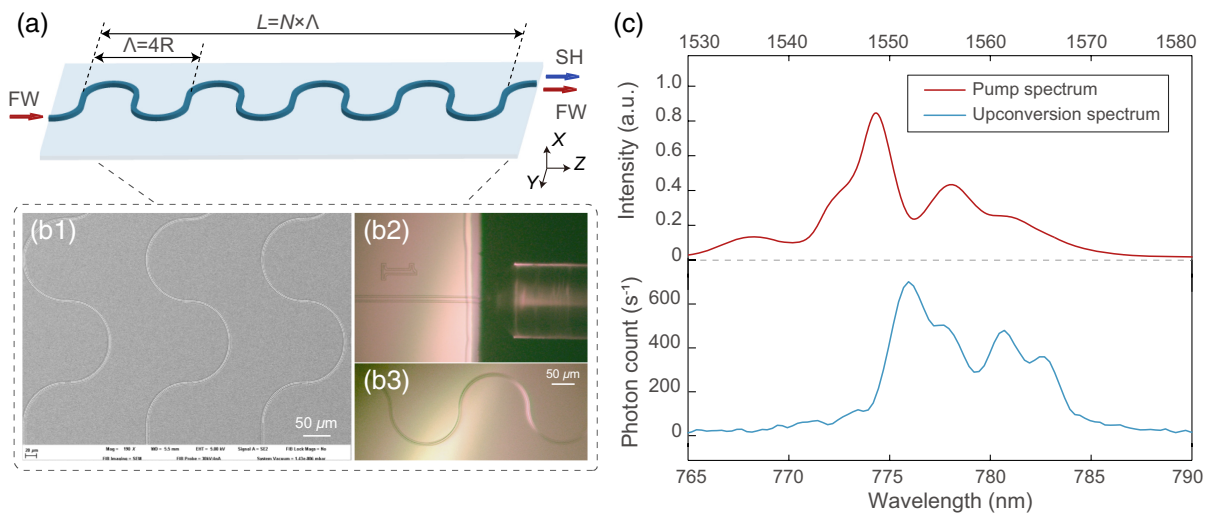 (a)
L=N×Λ
Λ=4R
FW
SH
FW
X
Y
Z
(b1)
50 μm
20 μm
(b2)
(b3)
50 μm
(c)
1530 1540 1550 1560 1570 1580
Pump spectrum
Upconversion spectrum
Intensity (a.u.)
1.0
0.8
0.4
0.2
0
Photon count (s⁻¹)
600
400
200
0
765 770 775 780 785 790
Wavelength (nm)